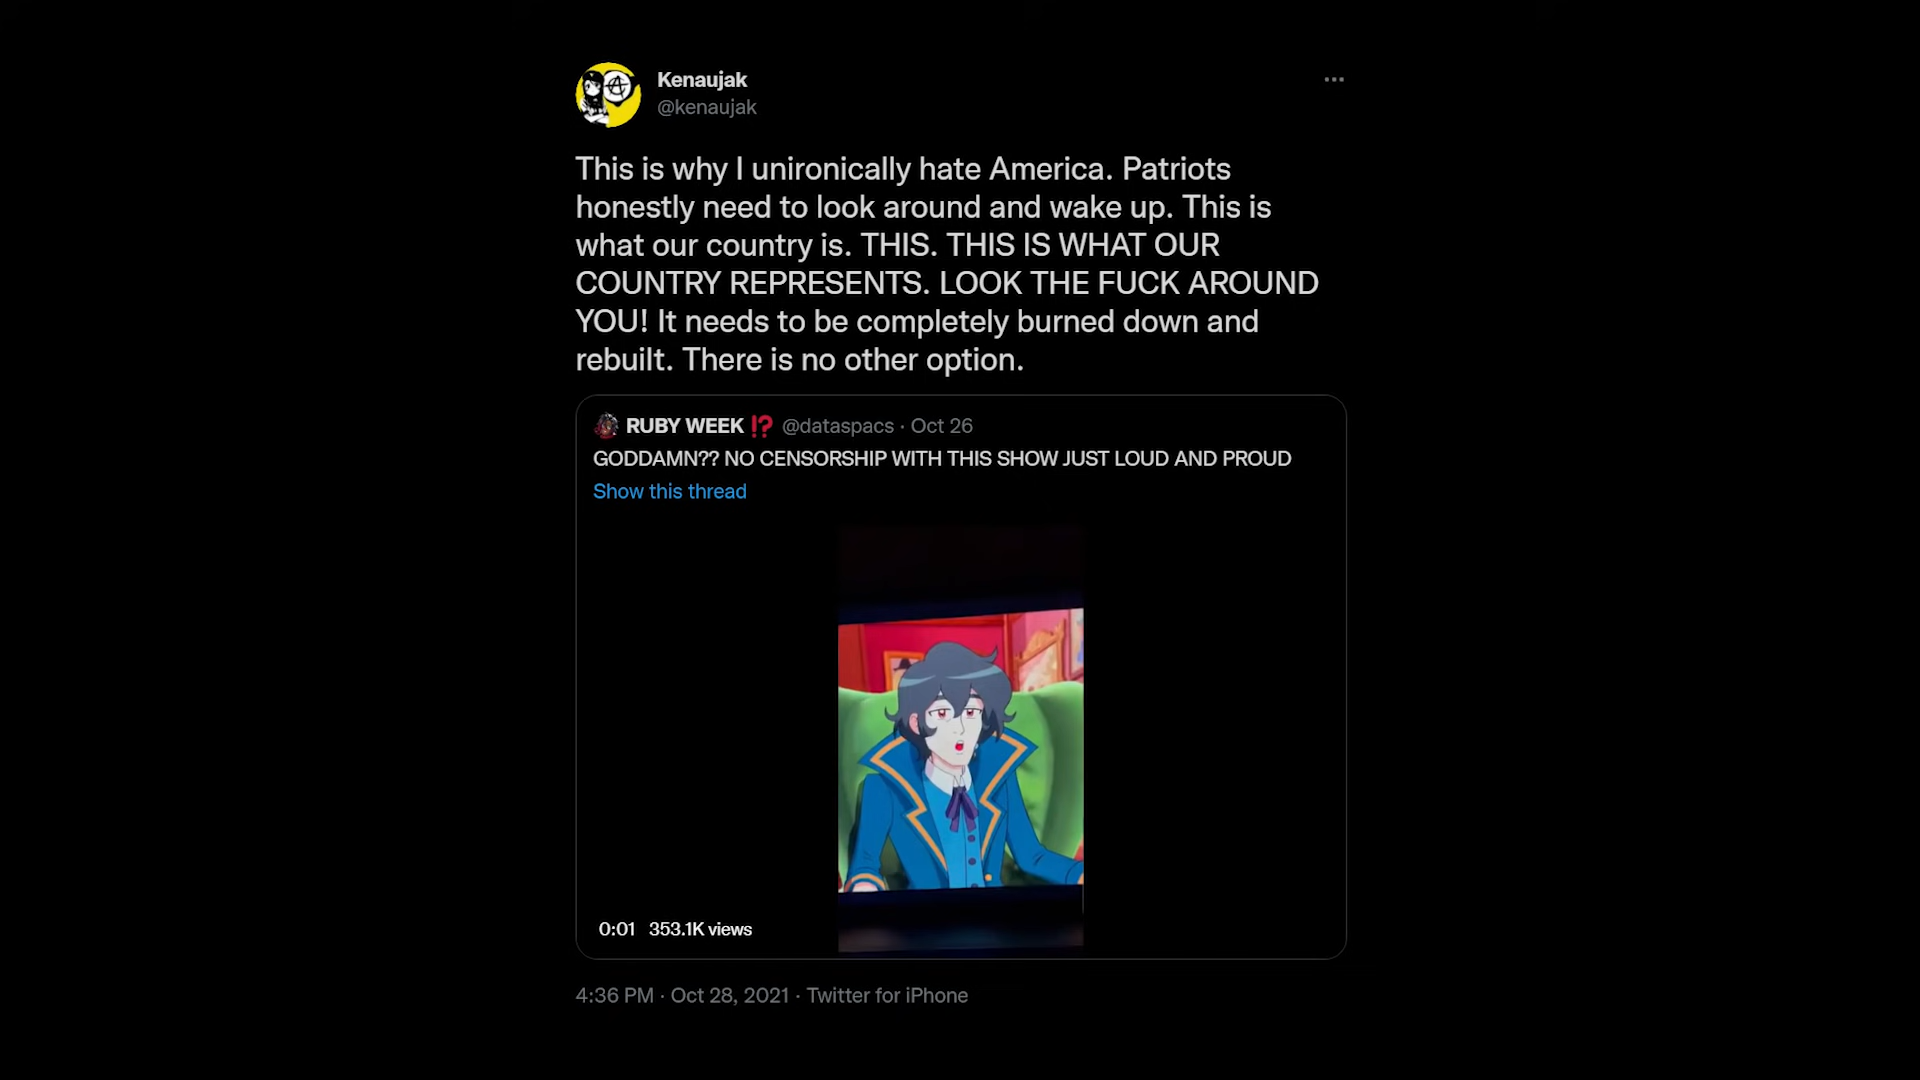 Kenaujak
@kenaujak
This is why I unironically hate America. Patriots
honestly need to look around and wake up. This is
what our country is. THIS. THIS IS WHAT OUR
COUNTRY REPRESENTS. LOOK THE FUCK AROUND
YOU! It needs to be completely burned down and
rebuilt. There is no other option.
RUBY WEEK ⁉️ @dataspacs · Oct 26
GODDAMN?? NO CENSORSHIP WITH THIS SHOW JUST LOUD AND PROUD
Show this thread
0:01 353.1K views
4:36 PM · Oct 28, 2021 · Twitter for iPhone